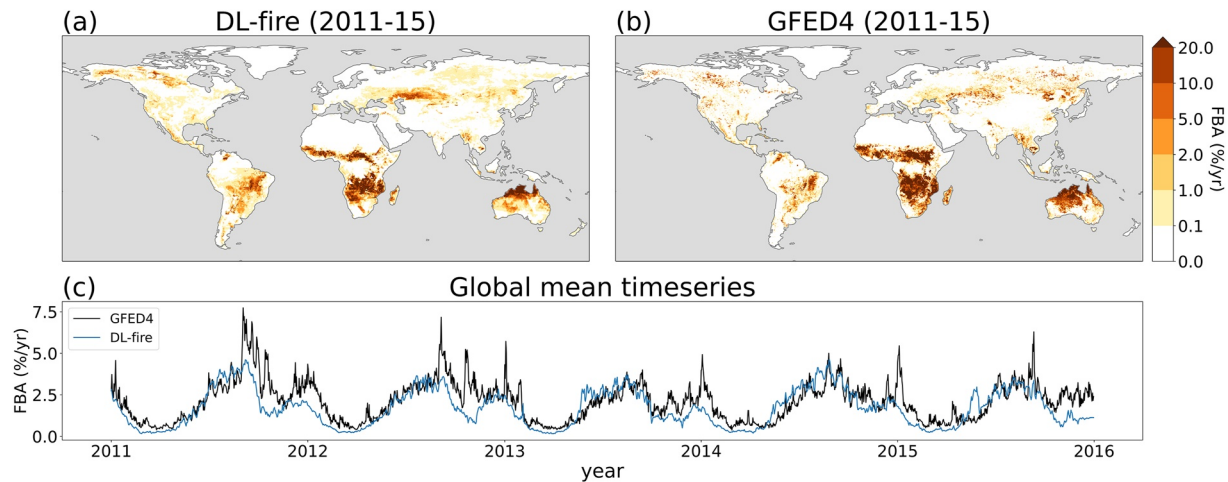 (a) DL-fire (2011-15)
(b) GFED4 (2011-15)
20.0
10.0
5.0
2.0
1.0
0.1
0.0
FBA (%/yr)
(c) Global mean timeseries
7.5
5.0
2.5
0.0
FBA (%/yr)
GFED4
DL-fire
2011 2012 2013 2014 2015 2016
year